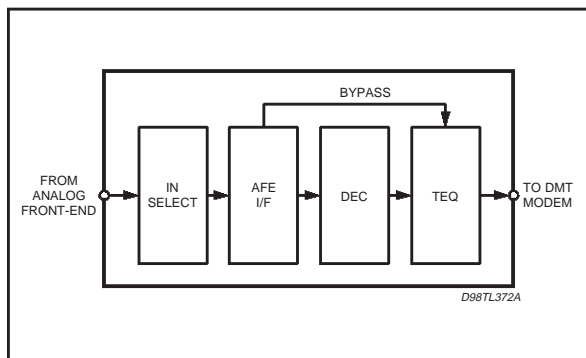 BYPASS
FROM
ANALOG
FRONT-END
IN
SELECT
AFE
I/F
DEC
TEQ
TO DMT
MODEM
D98TL372A